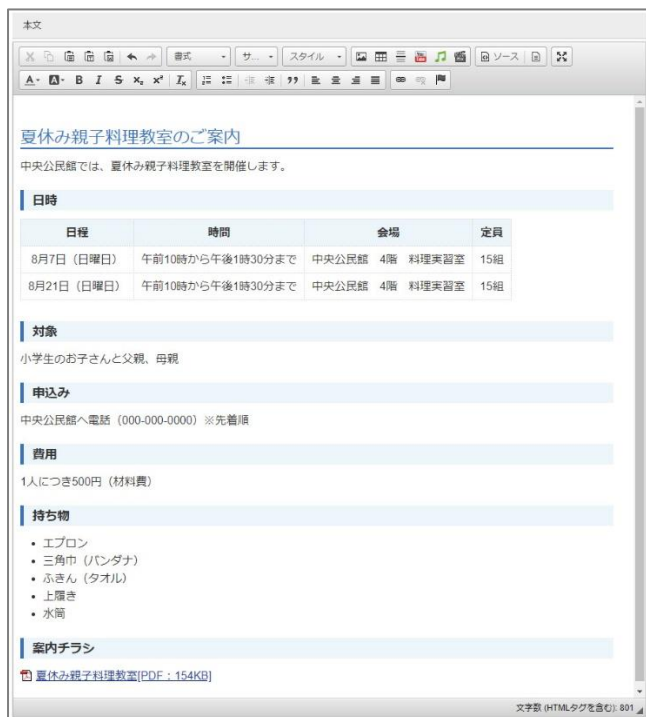 本文
書式 サ... スタイル ソース
A A B I S x₂ x² Iₓ
夏休み親子料理教室のご案内
中央公民館では、夏休み親子料理教室を開催します。
日時
日程 時間 会場 定員
8月7日（日曜日） 午前10時から午後1時30分まで 中央公民館　4階　料理実習室 15組
8月21日（日曜日） 午前10時から午後1時30分まで 中央公民館　4階　料理実習室 15組
対象
小学生のお子さんと父親、母親
申込み
中央公民館へ電話（000-000-0000）※先着順
費用
1人につき500円（材料費）
持ち物
• エプロン
• 三角巾（バンダナ）
• ふきん（タオル）
• 上履き
• 水筒
案内チラシ
夏休み親子料理教室[PDF：154KB]
文字数 (HTMLタグを含む): 801